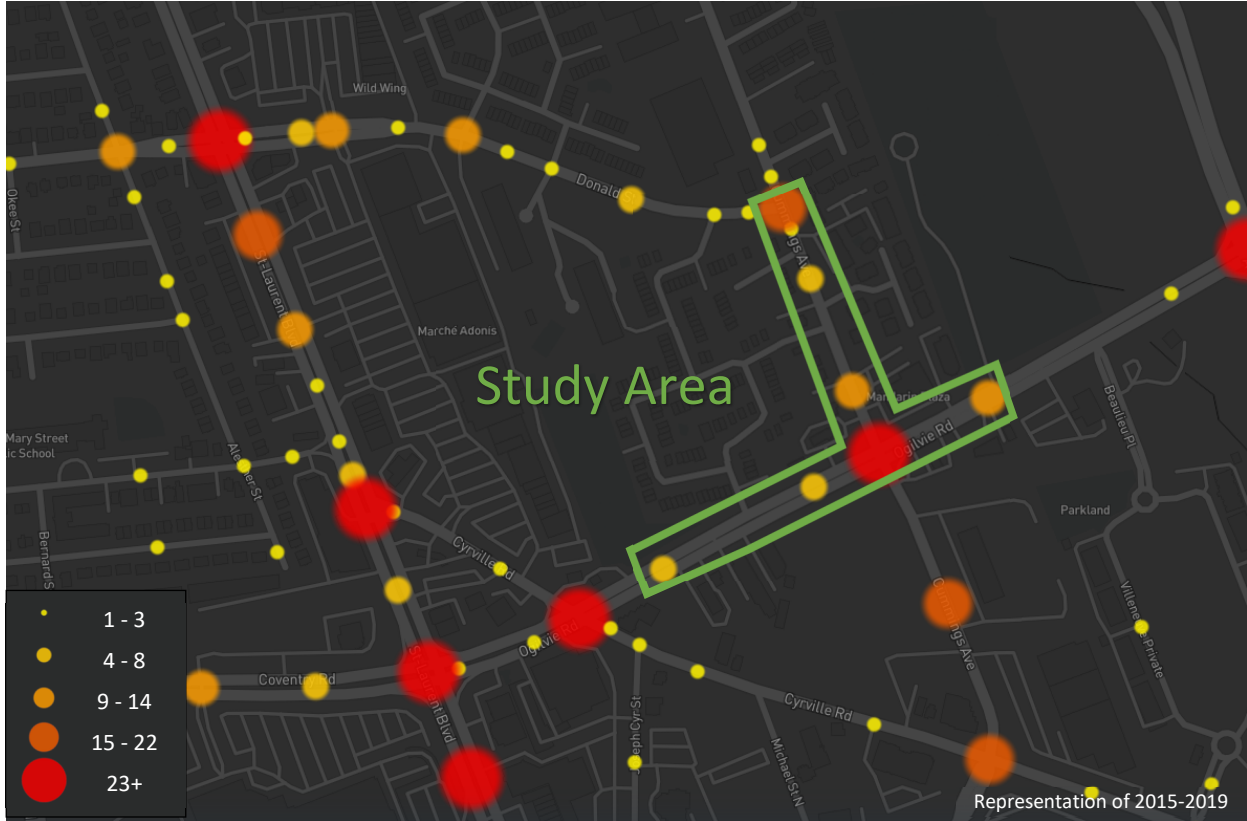 Wild Wing
Okee St
Donald St
St-Laurent Blvd
Marché Adonis
Study Area
Ogilvie Rd
Beaulieu Pl
Mary Street
ic School
Parkland
Bernard S
Cyrville Rd
Cummings Ave
Villeneuve Private
Ogilvie Rd
Coventry Rd
St-Laurent Blvd
Joseph Cyr St
Cyrville Rd
Michael St N
1 - 3
4 - 8
9 - 14
15 - 22
23+
Representation of 2015-2019